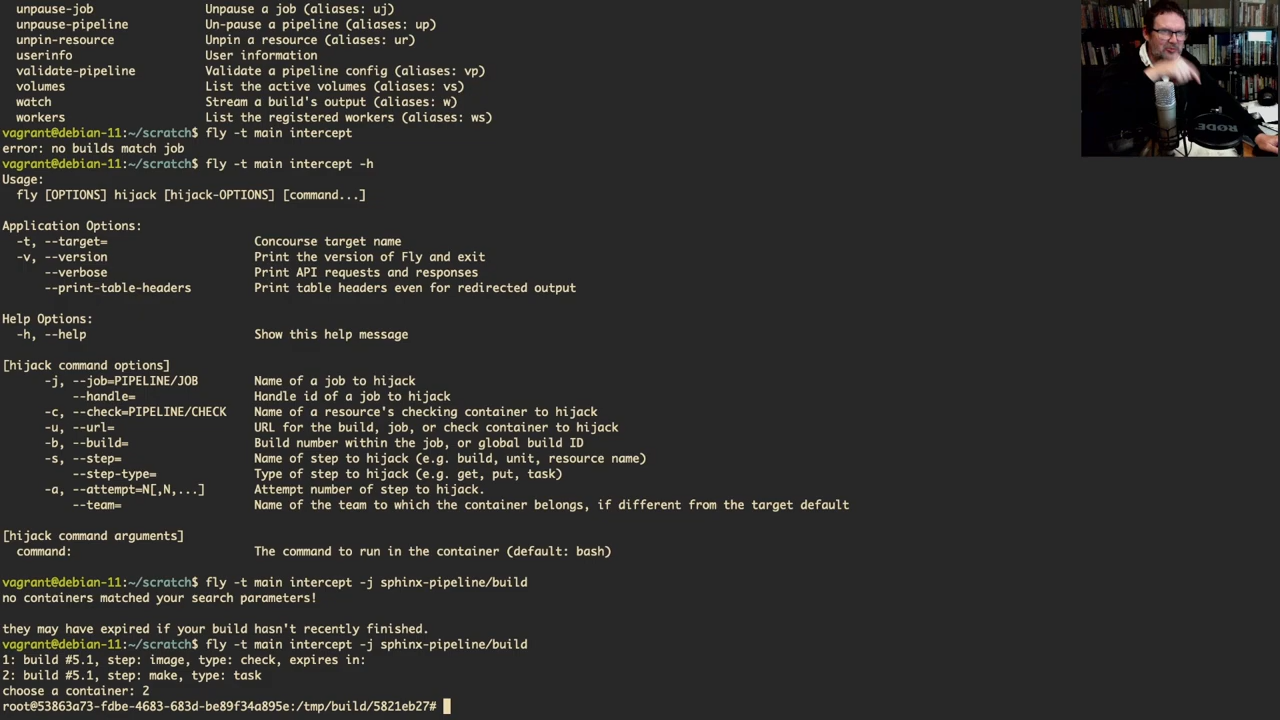 unpause-job Unpause a job (aliases: uj)
unpause-pipeline Un-pause a pipeline (aliases: up)
unpin-resource Unpin a resource (aliases: ur)
userinfo User information
validate-pipeline Validate a pipeline config (aliases: vp)
volumes List the active volumes (aliases: vs)
watch Stream a build's output (aliases: w)
workers List the registered workers (aliases: ws)
vagrant@debian-11:~/scratch$ fly -t main intercept
error: no builds match job
vagrant@debian-11:~/scratch$ fly -t main intercept -h
Usage:
fly [OPTIONS] hijack [hijack-OPTIONS] [command...]
Application Options:
-t, --target= Concourse target name
-v, --version Print the version of Fly and exit
--verbose Print API requests and responses
--print-table-headers Print table headers even for redirected output
Help Options:
-h, --help Show this help message
[hijack command options]
-j, --job=PIPELINE/JOB Name of a job to hijack
--handle= Handle id of a job to hijack
-c, --check=PIPELINE/CHECK Name of a resource's checking container to hijack
-u, --url= URL for the build, job, or check container to hijack
-b, --build= Build number within the job, or global build ID
-s, --step= Name of step to hijack (e.g. build, unit, resource name)
--step-type= Type of step to hijack (e.g. get, put, task)
-a, --attempt=N[,N,...] Attempt number of step to hijack.
--team= Name of the team to which the container belongs, if different from the target default
[hijack command arguments]
command: The command to run in the container (default: bash)
vagrant@debian-11:~/scratch$ fly -t main intercept -j sphinx-pipeline/build
no containers matched your search parameters!
they may have expired if your build hasn't recently finished.
vagrant@debian-11:~/scratch$ fly -t main intercept -j sphinx-pipeline/build
1: build #5.1, step: image, type: check, expires in:
2: build #5.1, step: make, type: task
choose a container: 2
root@53863a73-fdbe-4683-683d-be89f34a895e:/tmp/build/5821eb27#
RODE